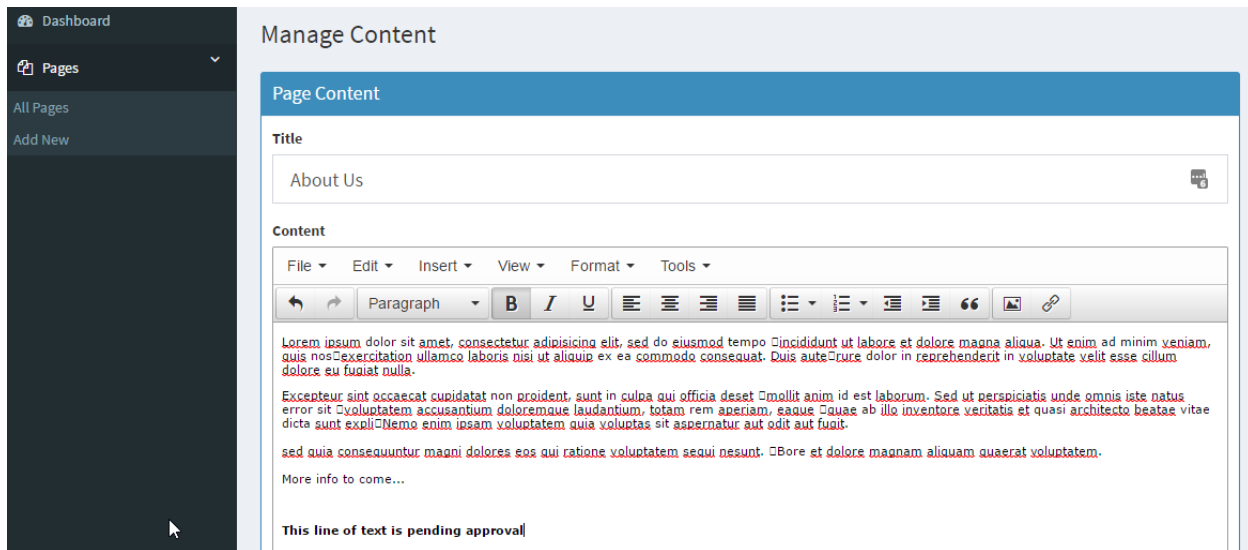 Dashboard
Pages
All Pages
Add New
Manage Content
Page Content
Title
About Us
6
Content
File Edit Insert View Format Tools
Paragraph B I U
Lorem ipsum dolor sit amet, consectetur adipisicing elit, sed do eiusmod tempo □incididunt ut labore et dolore magna aliqua. Ut enim ad minim veniam,
quis nos□exercitation ullamco laboris nisi ut aliquip ex ea commodo consequat. Duis aute□rure dolor in reprehenderit in voluptate velit esse cillum
dolore eu fugiat nulla.
Excepteur sint occaecat cupidatat non proident, sunt in culpa qui officia deset □mollit anim id est laborum. Sed ut perspiciatis unde omnis iste natus
error sit □voluptatem accusantium doloremque laudantium, totam rem aperiam, eaque □quae ab illo inventore veritatis et quasi architecto beatae vitae
dicta sunt expli□Nemo enim ipsam voluptatem quia voluptas sit aspernatur aut odit aut fugit.
sed quia consequuntur magni dolores eos qui ratione voluptatem sequi nesunt. □Bore et dolore magnam aliquam quaerat voluptatem.
More info to come...
This line of text is pending approval